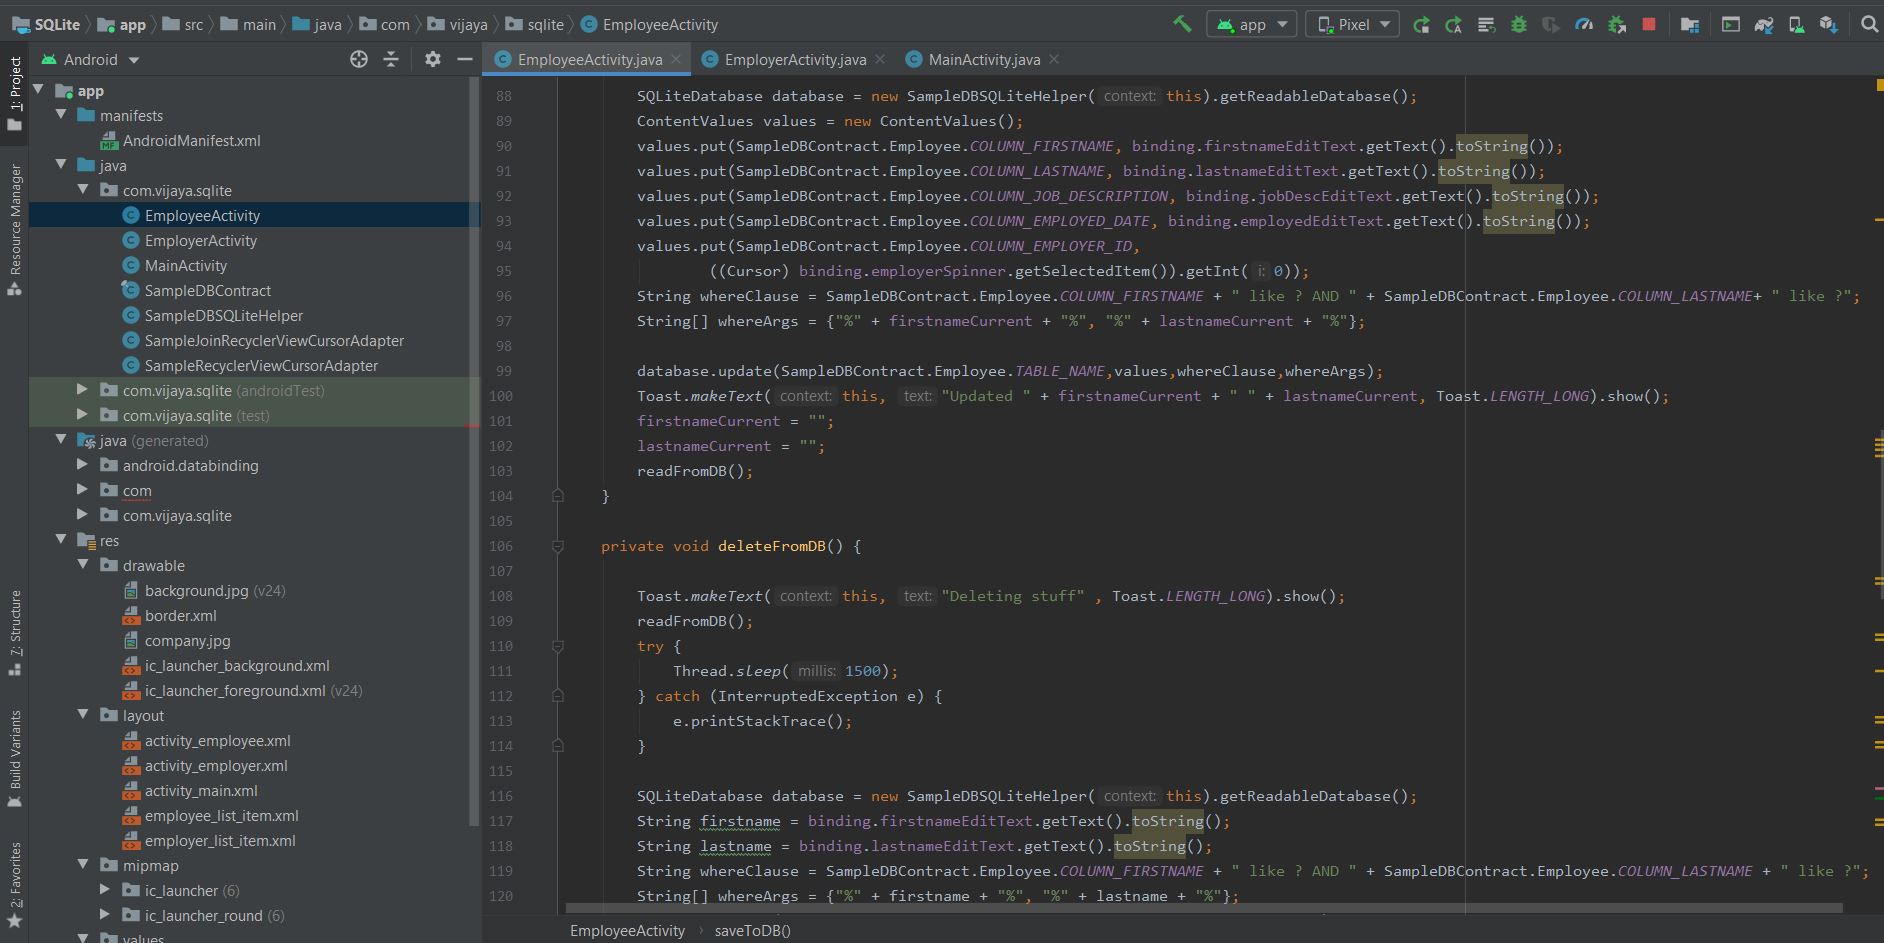 SQLite app src main java com vijaya sqlite EmployeeActivity
app Pixel
1: Project
Resource Manager
7: Structure
Build Variants
2: Favorites
Android
app
manifests
AndroidManifest.xml
java
com.vijaya.sqlite
EmployeeActivity
EmployerActivity
MainActivity
SampleDBContract
SampleDBSQLiteHelper
SampleJoinRecyclerViewCursorAdapter
SampleRecyclerViewCursorAdapter
com.vijaya.sqlite (androidTest)
com.vijaya.sqlite (test)
java (generated)
android.databinding
com
com.vijaya.sqlite
res
drawable
background.jpg (v24)
border.xml
company.jpg
ic_launcher_background.xml
ic_launcher_foreground.xml (v24)
layout
activity_employee.xml
activity_employer.xml
activity_main.xml
employee_list_item.xml
employer_list_item.xml
mipmap
ic_launcher (6)
ic_launcher_round (6)
values
EmployeeActivity.java EmployerActivity.java MainActivity.java
88 SQLiteDatabase database = new SampleDBSQLiteHelper( context: this).getReadableDatabase();
89 ContentValues values = new ContentValues();
90 values.put(SampleDBContract.Employee.COLUMN_FIRSTNAME, binding.firstnameEditText.getText().toString());
91 values.put(SampleDBContract.Employee.COLUMN_LASTNAME, binding.lastnameEditText.getText().toString());
92 values.put(SampleDBContract.Employee.COLUMN_JOB_DESCRIPTION, binding.jobDescEditText.getText().toString());
93 values.put(SampleDBContract.Employee.COLUMN_EMPLOYED_DATE, binding.employedEditText.getText().toString());
94 values.put(SampleDBContract.Employee.COLUMN_EMPLOYER_ID,
95 ((Cursor) binding.employerSpinner.getSelectedItem()).getInt( i: 0));
96 String whereClause = SampleDBContract.Employee.COLUMN_FIRSTNAME + " like ? AND " + SampleDBContract.Employee.COLUMN_LASTNAME+ " like ?";
97 String[] whereArgs = {"%" + firstnameCurrent + "%", "%" + lastnameCurrent + "%"};
98
99 database.update(SampleDBContract.Employee.TABLE_NAME,values,whereClause,whereArgs);
100 Toast.makeText( context: this, text: "Updated " + firstnameCurrent + " " + lastnameCurrent, Toast.LENGTH_LONG).show();
101 firstnameCurrent = "";
102 lastnameCurrent = "";
103 readFromDB();
104 }
105
106 private void deleteFromDB() {
107
108 Toast.makeText( context: this, text: "Deleting stuff" , Toast.LENGTH_LONG).show();
109 readFromDB();
110 try {
111 Thread.sleep( millis: 1500);
112 } catch (InterruptedException e) {
113 e.printStackTrace();
114 }
115
116 SQLiteDatabase database = new SampleDBSQLiteHelper( context: this).getReadableDatabase();
117 String firstname = binding.firstnameEditText.getText().toString();
118 String lastname = binding.lastnameEditText.getText().toString();
119 String whereClause = SampleDBContract.Employee.COLUMN_FIRSTNAME + " like ? AND " + SampleDBContract.Employee.COLUMN_LASTNAME + " like ?";
120 String[] whereArgs = {"%" + firstname + "%", "%" + lastname + "%"};
EmployeeActivity saveToDB()